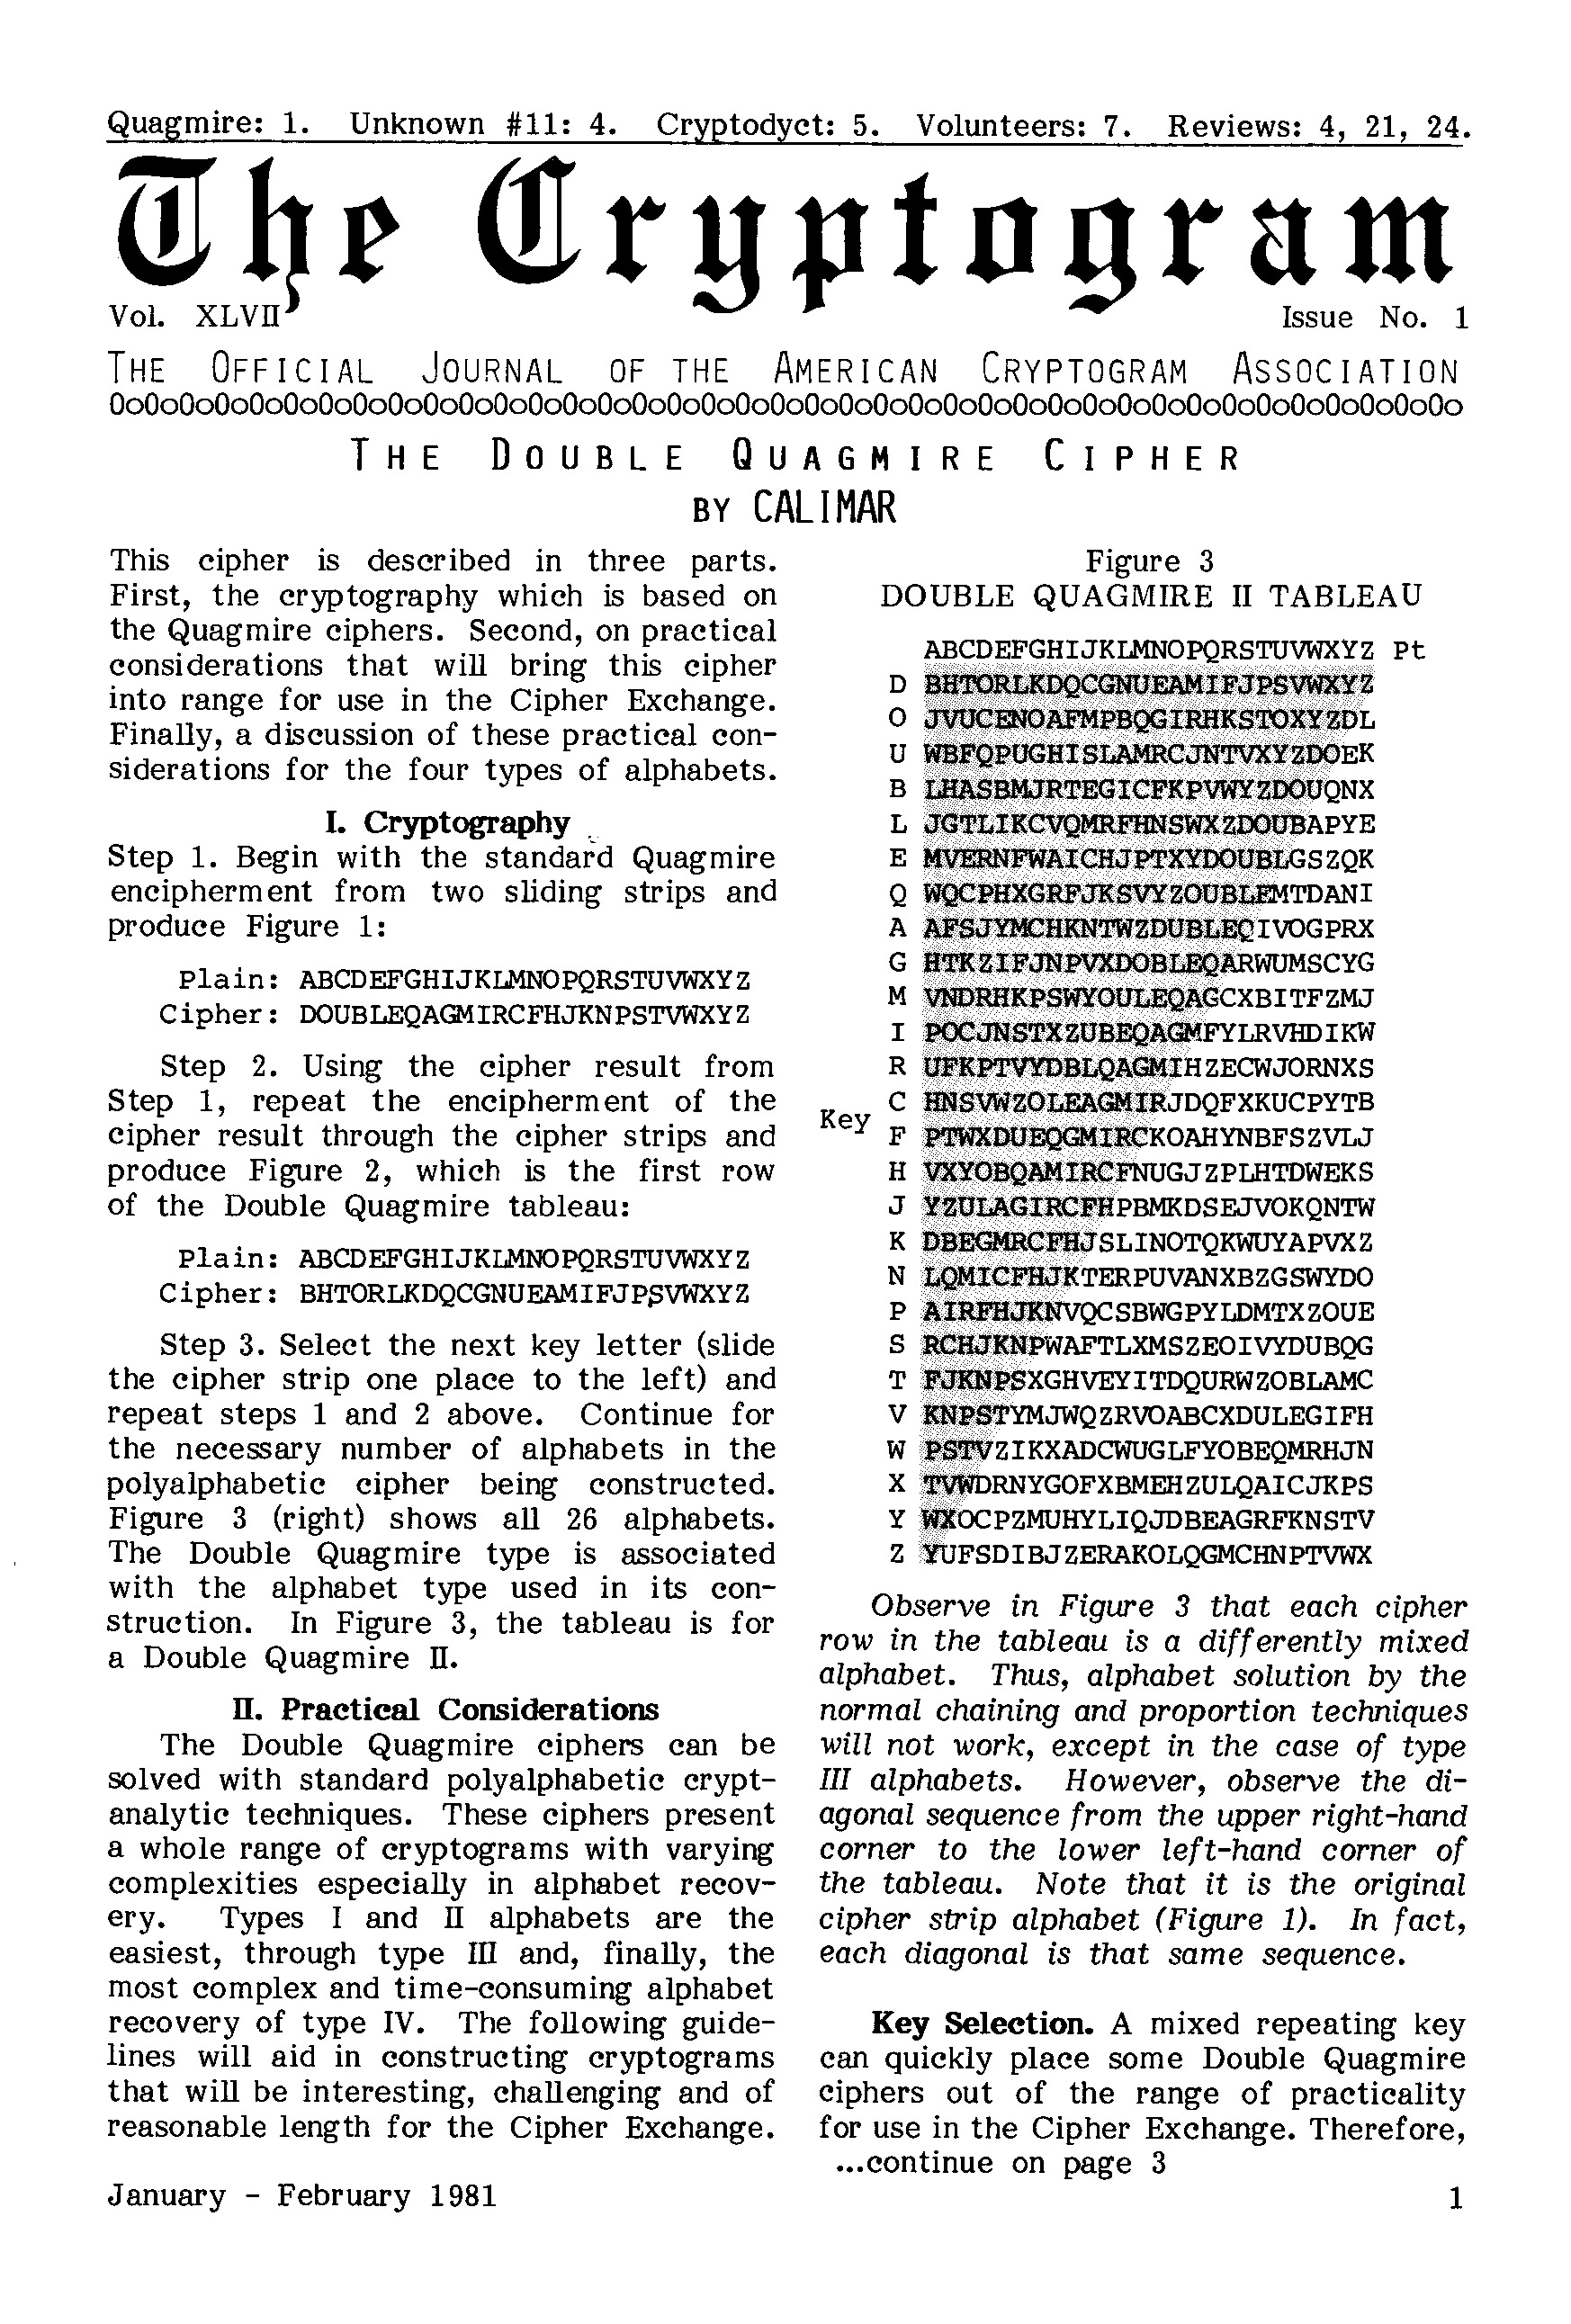 Quagmire: 1. Unknown #11: 4. Cryptodyct: 5. Volunteers: 7. Reviews: 4, 21, 24.
The Cryptogram
Vol. XLVII Issue No. 1
THE OFFICIAL JOURNAL OF THE AMERICAN CRYPTOGRAM ASSOCIATION
OoOoOoOoOoOoOoOoOoOoOoOoOoOoOoOoOoOoOoOoOoOoOoOoOoOoOoOoOoOoOoOoOoOoOoOoOoOoO
THE DOUBLE QUAGMIRE CIPHER
BY CALIMAR
This cipher is described in three parts.
First, the cryptography which is based on
the Quagmire ciphers. Second, on practical
considerations that will bring this cipher
into range for use in the Cipher Exchange.
Finally, a discussion of these practical con-
siderations for the four types of alphabets.
I. Cryptography
Step 1. Begin with the standard Quagmire
encipherment from two sliding strips and
produce Figure 1:
Plain: ABCDEFGHIJKLMNOPQRSTUVWXYZ
Cipher: DOUBLEQAGMIRCFHJKNPSTVWXYZ
Step 2. Using the cipher result from
Step 1, repeat the encipherment of the
cipher result through the cipher strips and
produce Figure 2, which is the first row
of the Double Quagmire tableau:
Plain: ABCDEFGHIJKLMNOPQRSTUVWXYZ
Cipher: BHTORLKDQCGNUEAMIFJPSVWXYZ
Step 3. Select the next key letter (slide
the cipher strip one place to the left) and
repeat steps 1 and 2 above. Continue for
the necessary number of alphabets in the
polyalphabetic cipher being constructed.
Figure 3 (right) shows all 26 alphabets.
The Double Quagmire type is associated
with the alphabet type used in its con-
struction. In Figure 3, the tableau is for
a Double Quagmire II.
II. Practical Considerations
The Double Quagmire ciphers can be
solved with standard polyalphabetic crypt-
analytic techniques. These ciphers present
a whole range of cryptograms with varying
complexities especially in alphabet recov-
ery. Types I and II alphabets are the
easiest, through type III and, finally, the
most complex and time-consuming alphabet
recovery of type IV. The following guide-
lines will aid in constructing cryptograms
that will be interesting, challenging and of
reasonable length for the Cipher Exchange.
Figure 3
DOUBLE QUAGMIRE II TABLEAU
ABCDEFGHIJKLMNOPQRSTUVWXYZ Pt
D BHTORLKDQCGNUEAMIFJPSVWXYZ
O JVUCENOAFMPBQGIRHKSTOXYZDL
U WBFQPUGHISLAMRCJNTVXYZDOEK
B LHASBMJRTEGICFKPVWYZDOUQNX
L JGTLIKCVQMRFHNSWXZDOUBAPYE
E MVERNFWAICHJPTXYDOUBLGSZQK
Q WQCPHXGRFJKSVYZOUBLEMTDANI
A AFSJYMCHKNTWZDUBLEQIVOGPRX
G HTKZIFJNPVXDOBLEQARWUMSCYG
M VNDRHKPSWYOULEQAGCXBITFZMJ
I POCJNSTXZUBEQAGMFYLRVHDIKW
R UFKPTVYDBLQAGMIHZECWJORNXS
Key C HNSVWZOLEAGMIRJDQFXKUCPYTB
F PTWXDUEQGMIRCKOAHYNBFSZVLJ
H VXYOBQAMIRCFNUGJZPLHTDWEKS
J YZULAGIRCFHPBMKDSEJVOKQNTW
K DBEGMRCFHJSLINOTQKWUYAPVXZ
N LQMICFHJKTERPUVANXBZGSWYDO
P AIRFHJKNVQCSBWGPYLDMTXZOUE
S RCHJKNPWAFTLXMSZEOIVYDUBQG
T FJKNPSXGHVEYITDQURWZOBLAMC
V KNPSTYMJWQZRVOABCXDULEGIFH
W PSTVZIKXADCWUGLFYOBEQMRHJN
X TVWDRNYGOFXBMEHZULQAICJKPS
Y WXOCPZMUHYLIQJDBEAGRFKNSTV
Z YUFSDIBJZERAKOLQGMCHNPTVWX
Observe in Figure 3 that each cipher
row in the tableau is a differently mixed
alphabet. Thus, alphabet solution by the
normal chaining and proportion techniques
will not work, except in the case of type
III alphabets. However, observe the di-
agonal sequence from the upper right-hand
corner to the lower left-hand corner of
the tableau. Note that it is the original
cipher strip alphabet (Figure 1). In fact,
each diagonal is that same sequence.
Key Selection. A mixed repeating key
can quickly place some Double Quagmire
ciphers out of the range of practicality
for use in the Cipher Exchange. Therefore,
...continue on page 3
January - February 1981 1